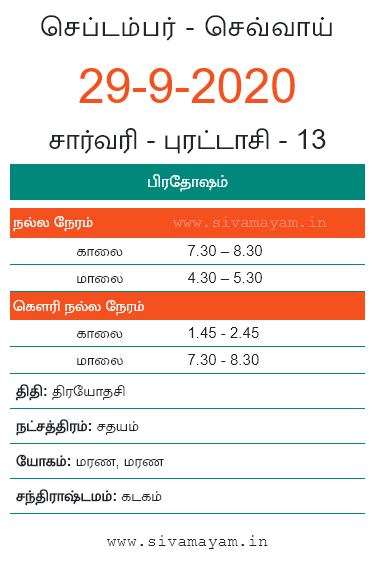 செப்டம்பர் - செவ்வாய்
29-9-2020
சார்வரி - புரட்டாசி - 13
பிரதோஷம்
நல்ல நேரம் www.sivamayam.in
காலை 7.30 – 8.30
மாலை 4.30 – 5.30
கௌரி நல்ல நேரம்
காலை 1.45 - 2.45
மாலை 7.30 - 8.30
திதி: திரயோதசி
நட்சத்திரம்: சதயம்
யோகம்: மரண, மரண
சந்திராஷ்டமம்: கடகம்
www.sivamayam.in